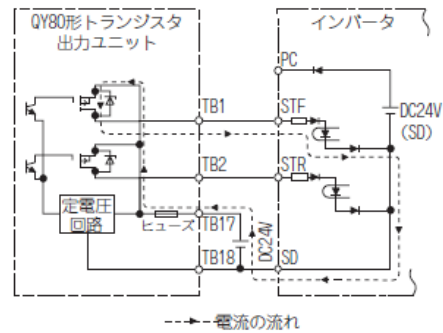 QY80形トランジスタ
出力ユニット
インバータ
PC
DC24V
(SD)
TB1
STF
TB2
STR
定電圧
回路
ヒューズ
TB17
DC24V
TB18
SD
電流の流れ